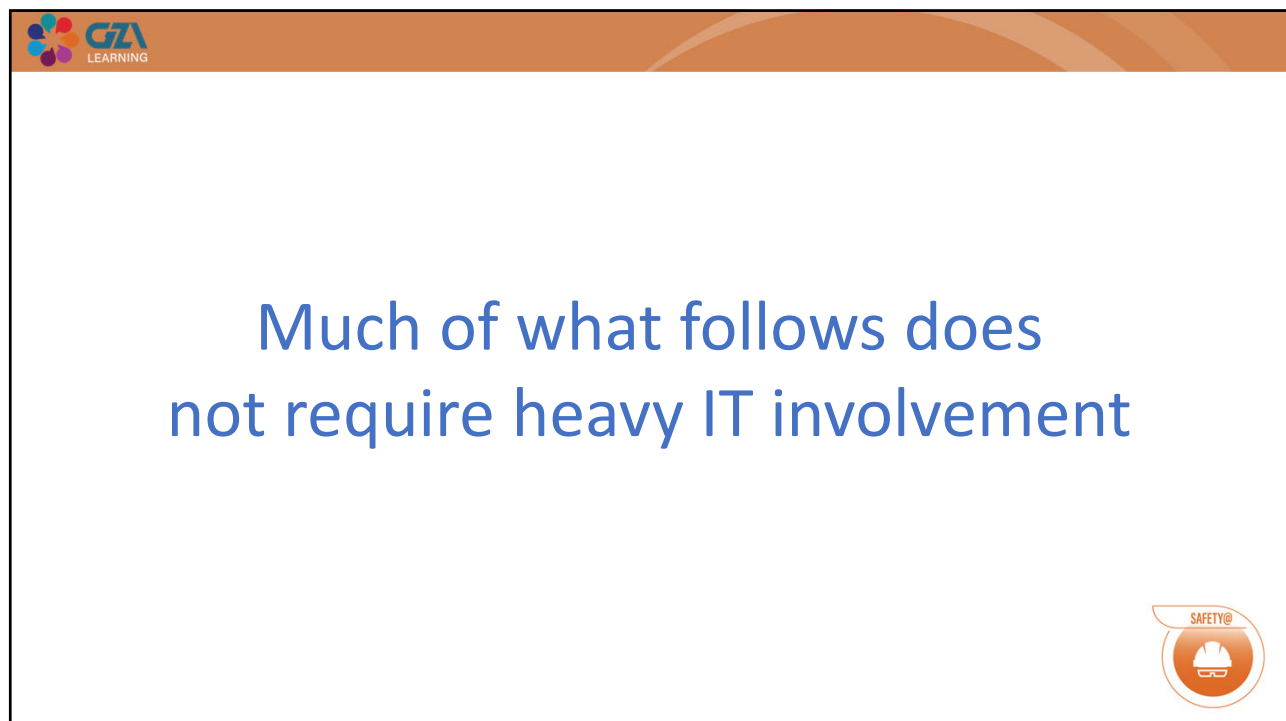 GZA
LEARNING
Much of what follows does
not require heavy IT involvement
SAFETY@